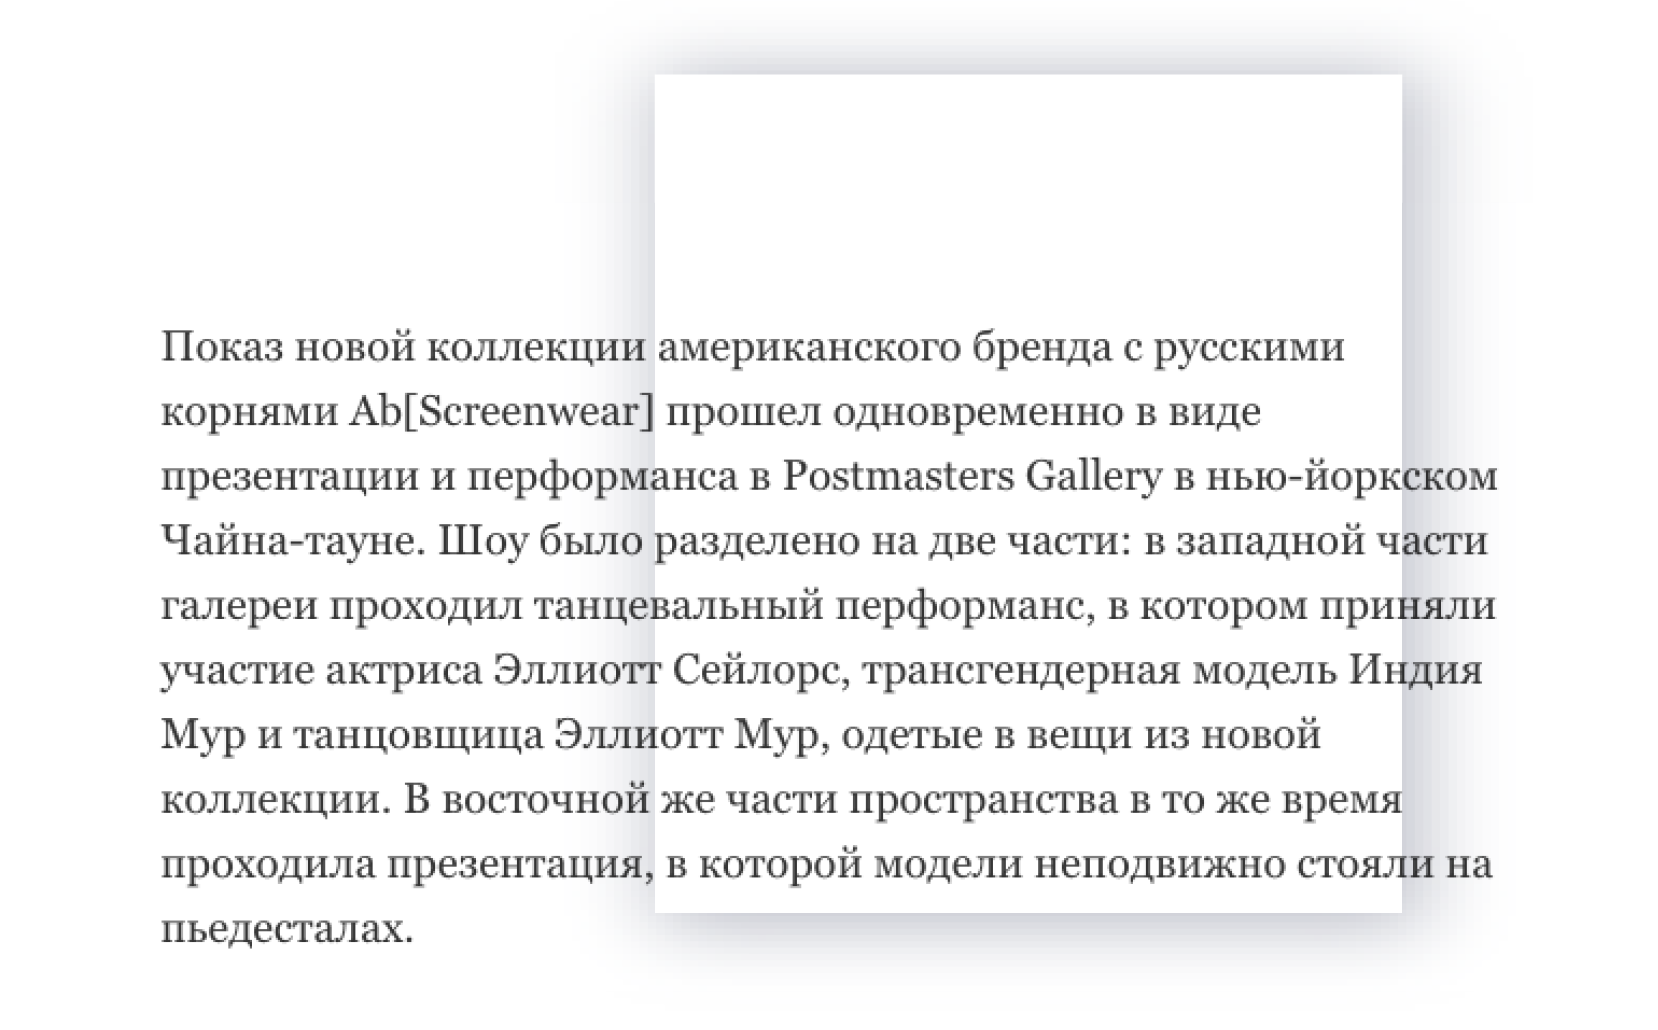 Показ новой коллекции американского бренда с русскими
корнями Ab[Screenwear] прошел одновременно в виде
презентации и перформанса в Postmasters Gallery в нью-йоркском
Чайна-тауне. Шоу было разделено на две части: в западной части
галереи проходил танцевальный перформанс, в котором приняли
участие актриса Эллиотт Сейлорс, трансгендерная модель Индия
Мур и танцовщица Эллиотт Мур, одетые в вещи из новой
коллекции. В восточной же части пространства в то же время
проходила презентация, в которой модели неподвижно стояли на
пьедесталах.